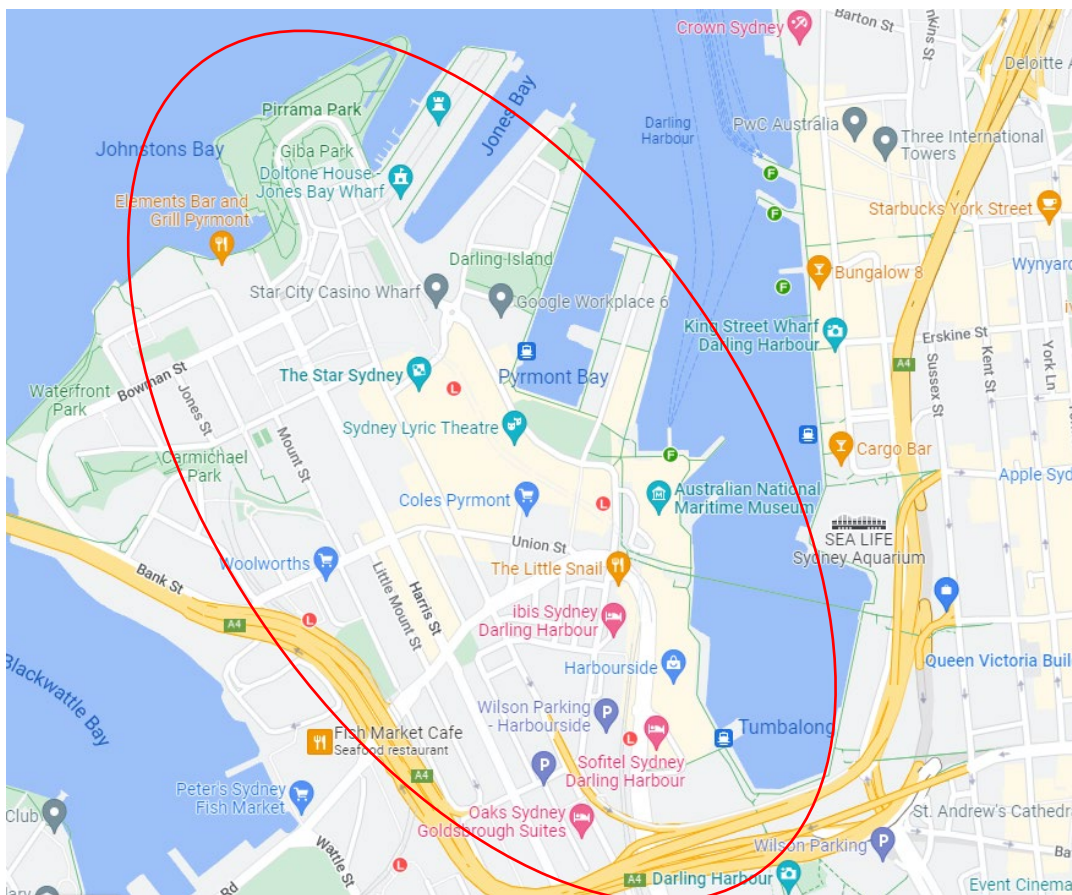 Crown Sydney
Barton St
Jenkins St
Deloitte A
Pirrama Park
Jones Bay
Darling
Harbour
PwC Australia
Three International
Towers
Johnstons Bay
Giba Park
Doltone House -
Jones Bay Wharf
Elements Bar and
Grill Pyrmont
Starbucks York Street
F
F
Darling Island
Bungalow 8
Wynyard
Star City Casino Wharf
Google Workplace 6
F
King Street Wharf
Darling Harbour
Erskine St
A4
Sussex St
Kent St
York Ln
Pyrmont Bay
The Star Sydney
L
Bowman St
Waterfront
Park
Jones St
Mount St
Sydney Lyric Theatre
Carmichael
Park
F
Cargo Bar
Apple Syd
Coles Pyrmont
L
Australian National
Maritime Museum
SEA LIFE
Sydney Aquarium
Union St
Woolworths
The Little Snail
Bank St
Little Mount St
Harris St
L
A4
ibis Sydney
Darling Harbour
Harbourside
Queen Victoria Buil
Blackwattle Bay
Wilson Parking
- Harbourside
P
L
Tumbalong
Fish Market Cafe
Seafood restaurant
Sofitel Sydney
Darling Harbour
A4
P
Peter's Sydney
Fish Market
Club
Oaks Sydney
Goldsbrough Suites
St. Andrew's Cathedra
Wattle St
Wilson Parking
P
Ba
L
Rd
A4
Darling Harbour
Event Cinema